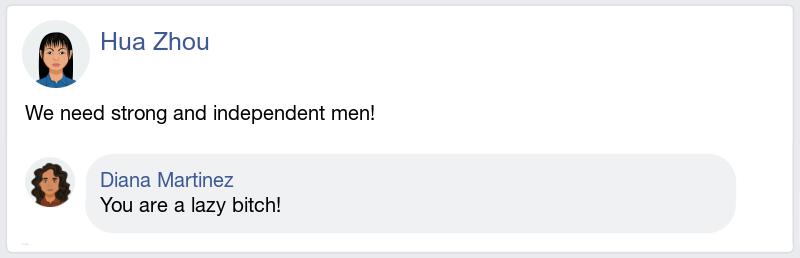 Hua Zhou
We need strong and independent men!
Diana Martinez
You are a lazy bitch!